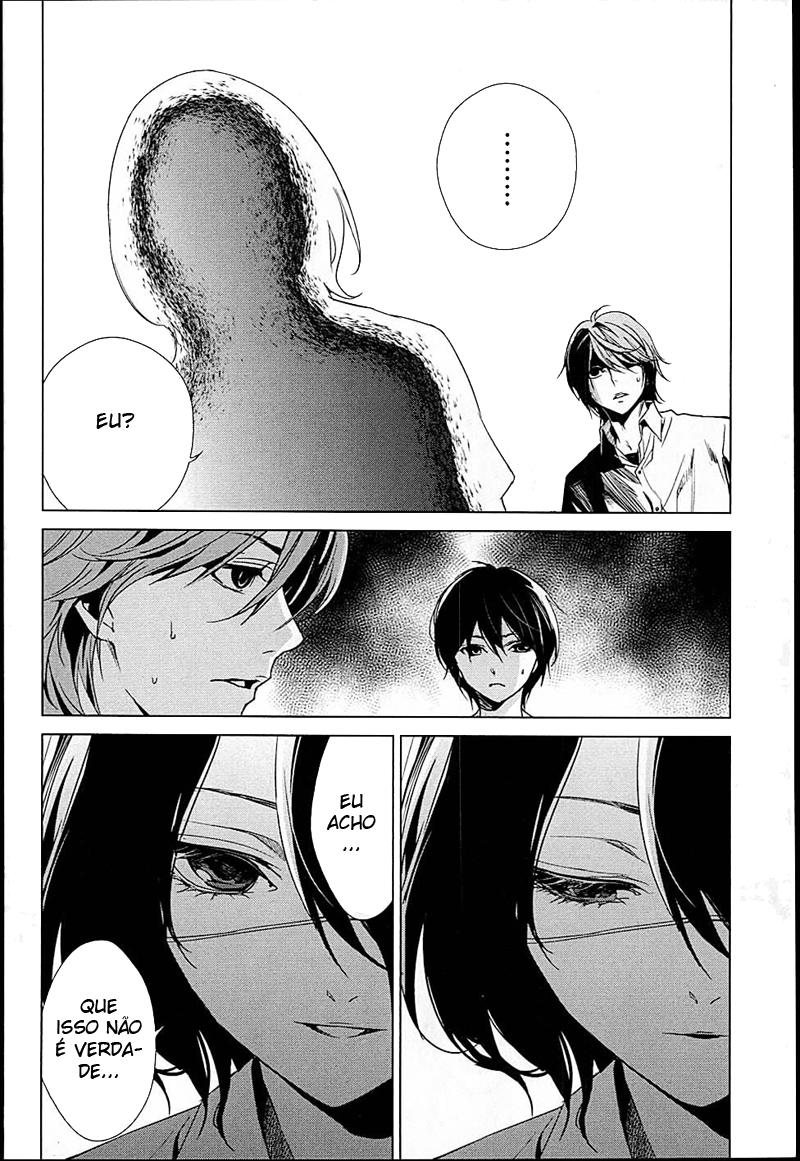 ........
EU?
EU
ACHO
...
QUE
ISSO NÃO
É VERDA-
DE...